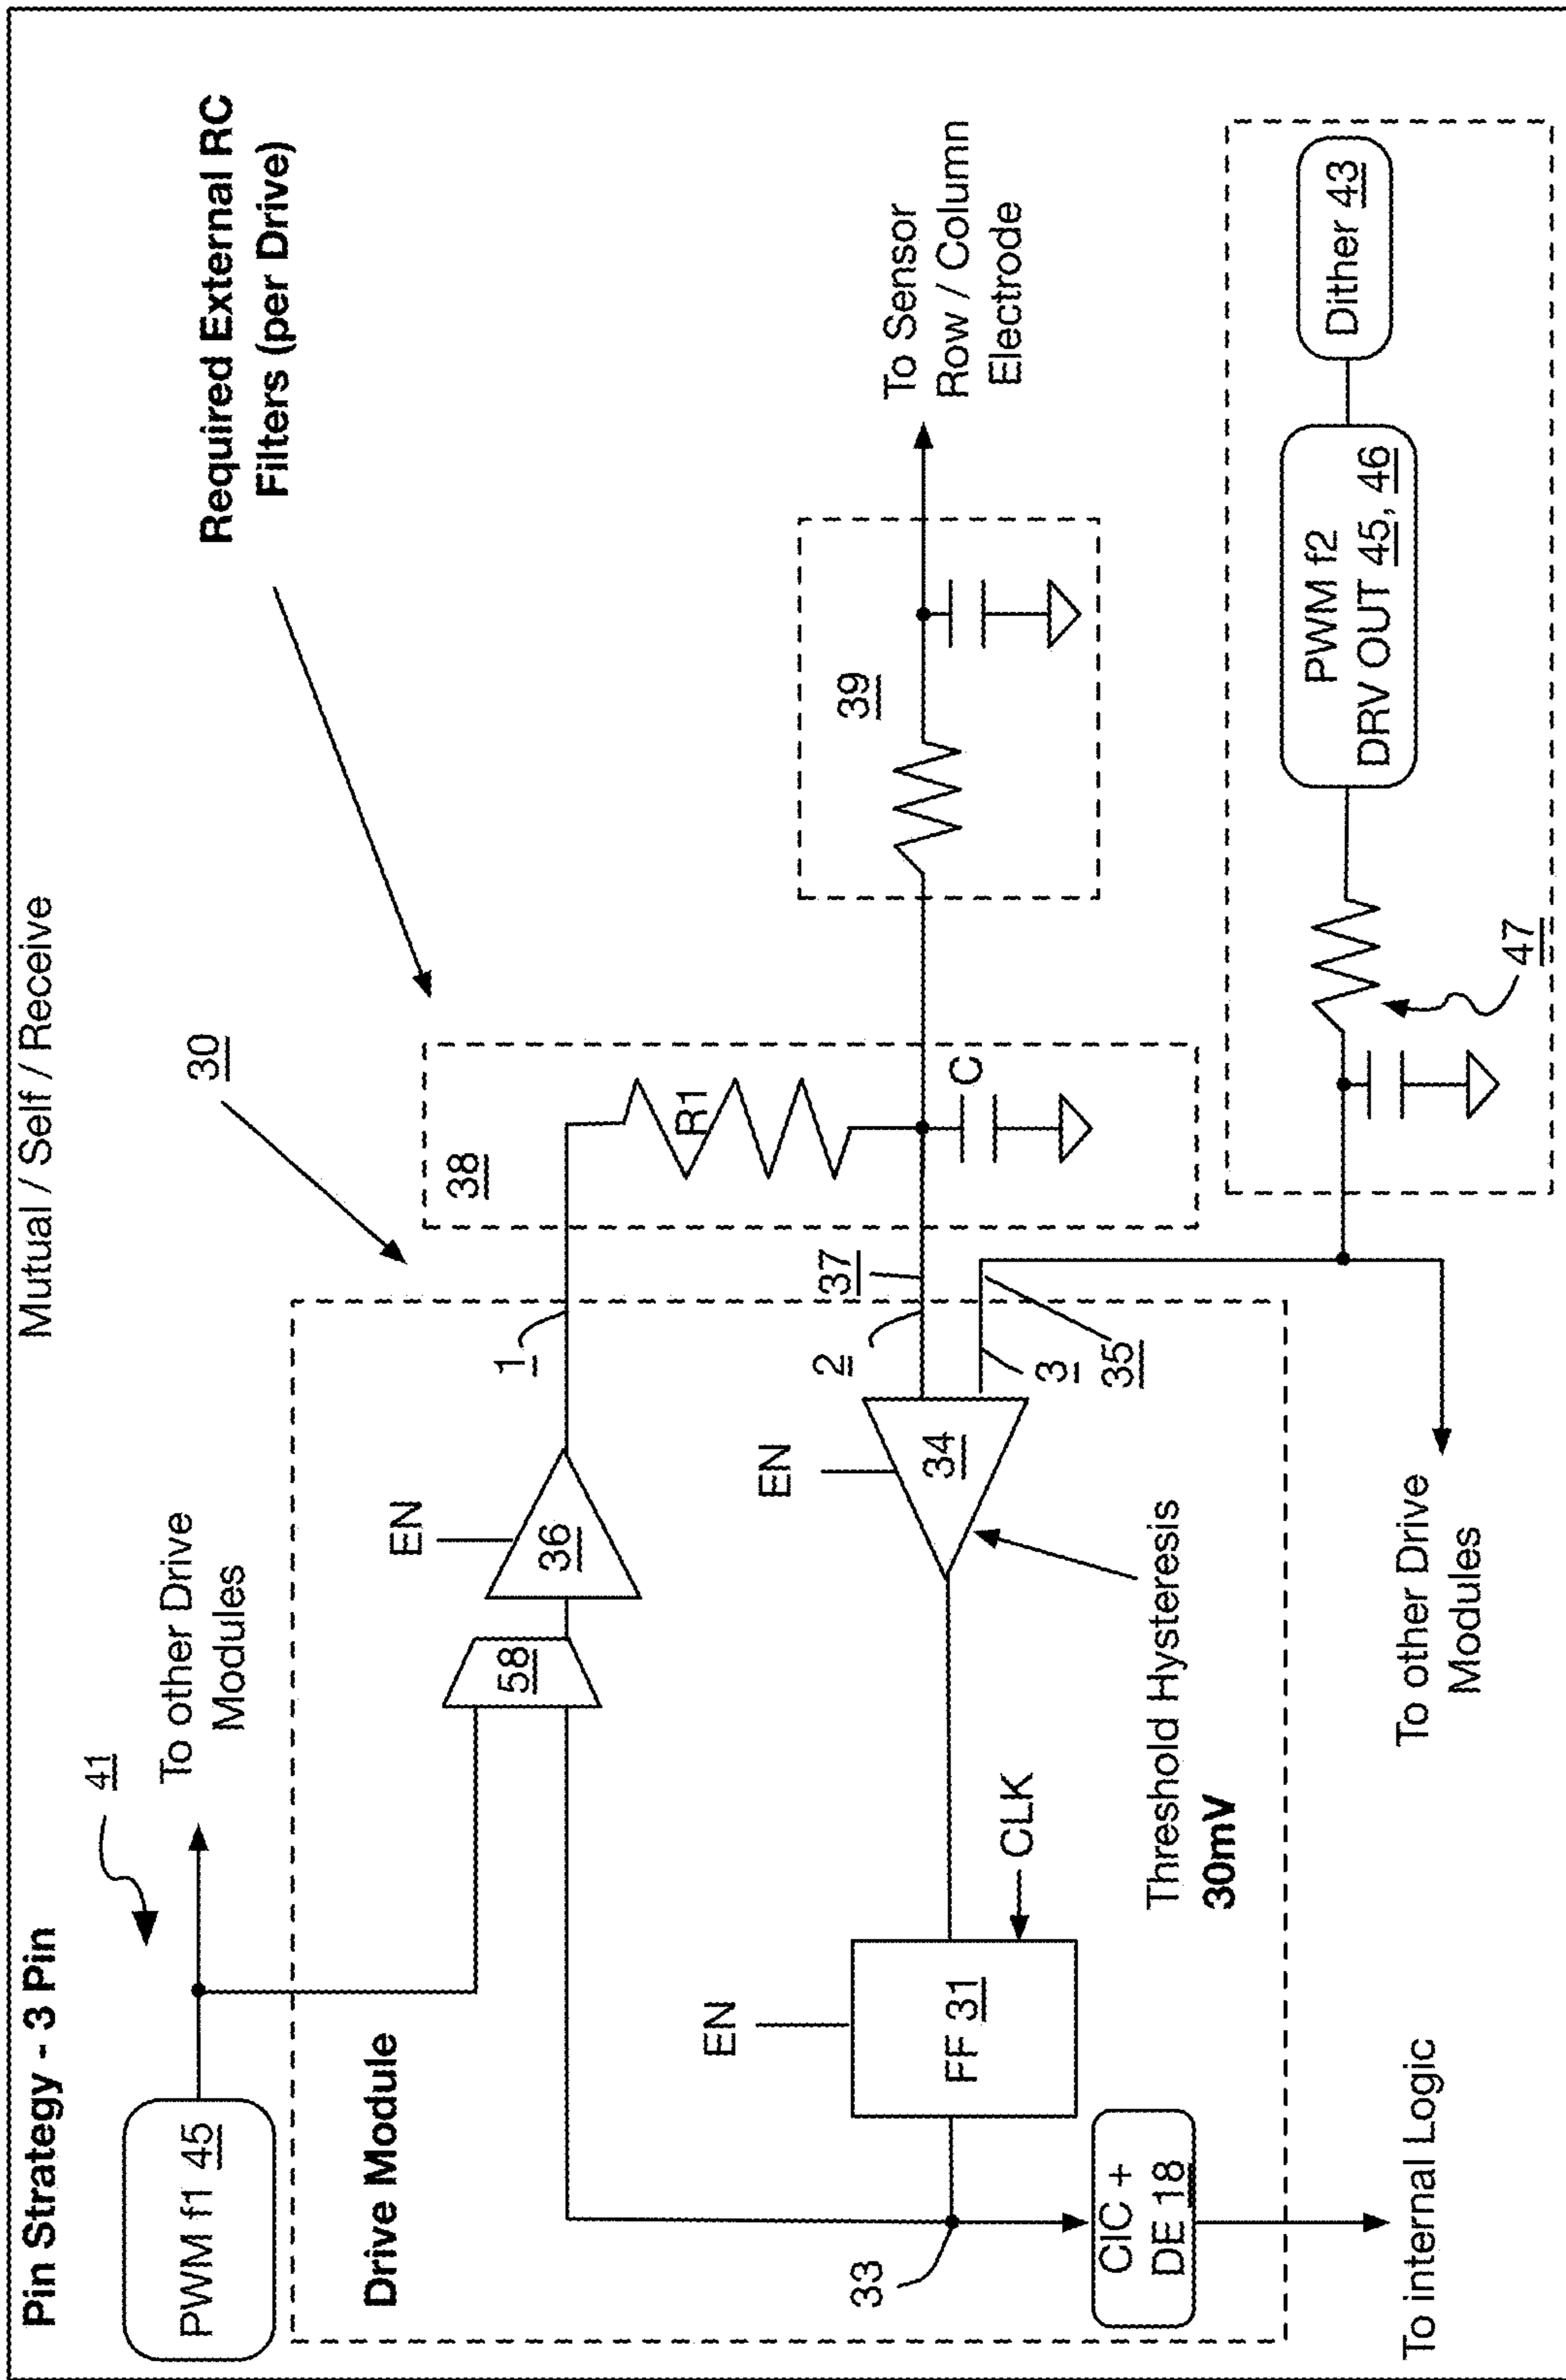 Mutual / Self / Receive
Pin Strategy - 3 Pin
PWM f1 45
41
To other Drive
Modules
30
Required External RC
Filters (per Drive)
Drive Module
58
EN
36
1
38
R1
C
39
To Sensor
Row / Column
Electrode
33
EN
FF 31
CLK
EN
34
2
37
3
35
Threshold Hysteresis
30mV
CIC +
DE 18
To internal Logic
To other Drive
Modules
47
PWM f2
DRV OUT 45, 46
Dither 43